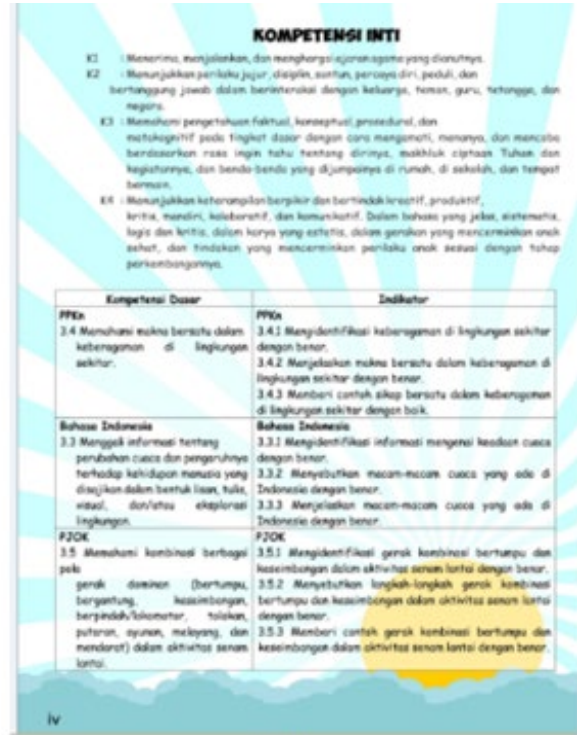 KOMPETENSI INTI
KI : Menerima, menjalankan, dan menghargai ajaran agama yang dianutnya.
K2 : Menunjukkan perilaku jujur, disiplin, santun, percaya diri, peduli, dan
bertanggung jawab dalam berinteraksi dengan keluarga, teman, guru, tetangga, dan
negara.
K3 : Memahami pengetahuan faktual, konseptual, prosedural, dan
metakognitif pada tingkat dasar dengan cara mengamati, menanya, dan mencoba
berdasarkan rasa ingin tahu tentang dirinya, makhluk ciptaan Tuhan dan
kegiatannya, dan benda-benda yang dijumpainya di rumah, di sekolah, dan tempat
bermain.
K4 : Menunjukkan keterampilan berpikir dan bertindak kreatif, produktif,
kritis, mandiri, kolaboratif, dan komunikatif. Dalam bahasa yang jelas, sistematis,
logis dan kritis, dalam karya yang estetis, dalam gerakan yang mencerminkan anak
sehat, dan tindakan yang mencerminkan perilaku anak sesuai dengan tahap
perkembangannya.
Kompetensi Dasar
Indikator
PPKn
3.4 Memahami makna bersatu dalam
keberagaman di lingkungan
sekitar.
PPKn
3.4.1 Mengidentifikasi keberagaman di lingkungan sekitar
dengan benar.
3.4.2 Menjelaskan makna bersatu dalam keberagaman di
lingkungan sekitar dengan benar.
3.4.3 Memberi contoh sikap bersatu dalam keberagaman
di lingkungan sekitar dengan baik.
Bahasa Indonesia
3.3 Menggali informasi tentang
perubahan cuaca dan pengaruhnya
terhadap kehidupan manusia yang
disajikan dalam bentuk lisan, tulis,
visual, dan/atau eksplorasi
lingkungan.
Bahasa Indonesia
3.3.1 Mengidentifikasi informasi mengenai keadaan cuaca
dengan benar.
3.3.2 Menyebutkan macam-macam cuaca yang ada di
Indonesia dengan benar.
3.3.3 Menjelaskan macam-macam cuaca yang ada di
Indonesia dengan benar.
PJOK
3.5 Memahami kombinasi berbagai
pola
gerak dominan (bertumpu,
bergantung, keseimbangan,
berpindah/lokomotor, tolakan,
putaran, ayunan, melayang, dan
mendarat) dalam aktivitas senam
lantai.
PJOK
3.5.1 Mengidentifikasi gerak kombinasi bertumpu dan
keseimbangan dalam aktivitas senam lantai dengan benar.
3.5.2 Menyebutkan langkah-langkah gerak kombinasi
bertumpu dan keseimbangan dalam aktivitas senam lantai
dengan benar.
3.5.3 Memberi contoh gerak kombinasi bertumpu dan
keseimbangan dalam aktivitas senam lantai dengan benar.
iv